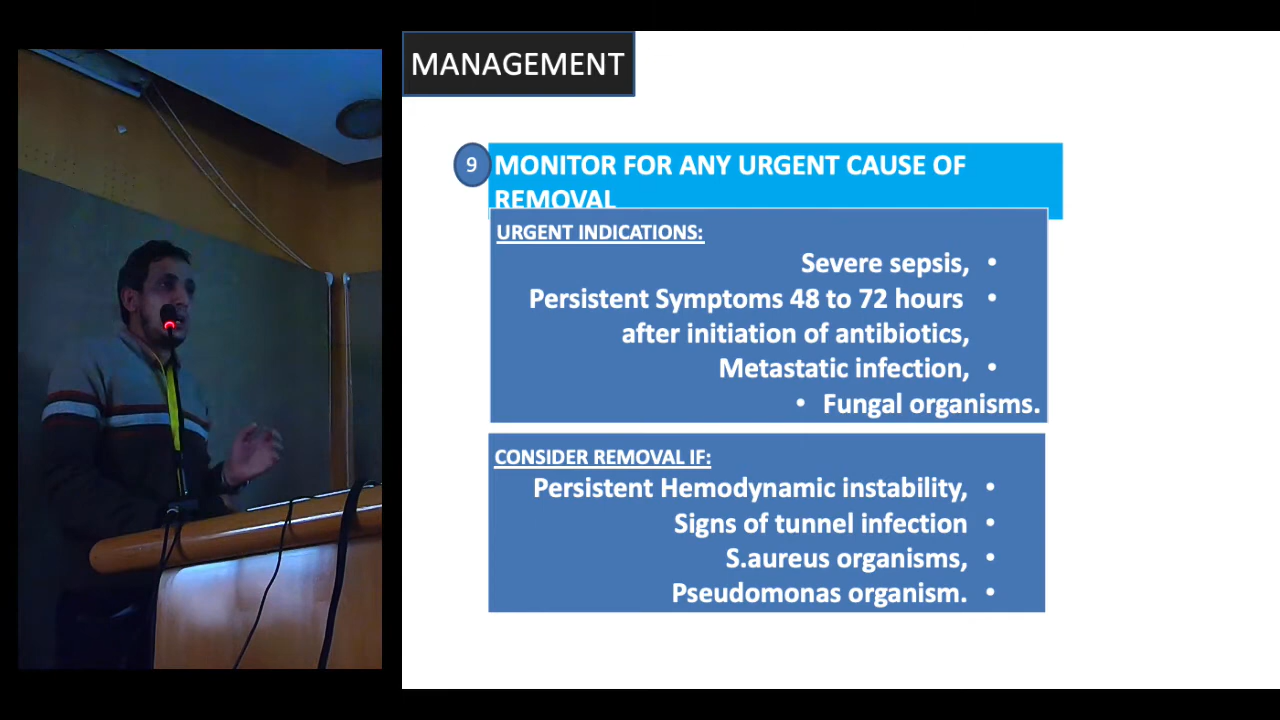 MANAGEMENT
9
MONITOR FOR ANY URGENT CAUSE OF
REMOVAL
URGENT INDICATIONS:
Severe sepsis, •
Persistent Symptoms 48 to 72 hours •
after initiation of antibiotics,
Metastatic infection, •
• Fungal organisms.
CONSIDER REMOVAL IF:
Persistent Hemodynamic instability, •
Signs of tunnel infection •
S.aureus organisms, •
Pseudomonas organism. •